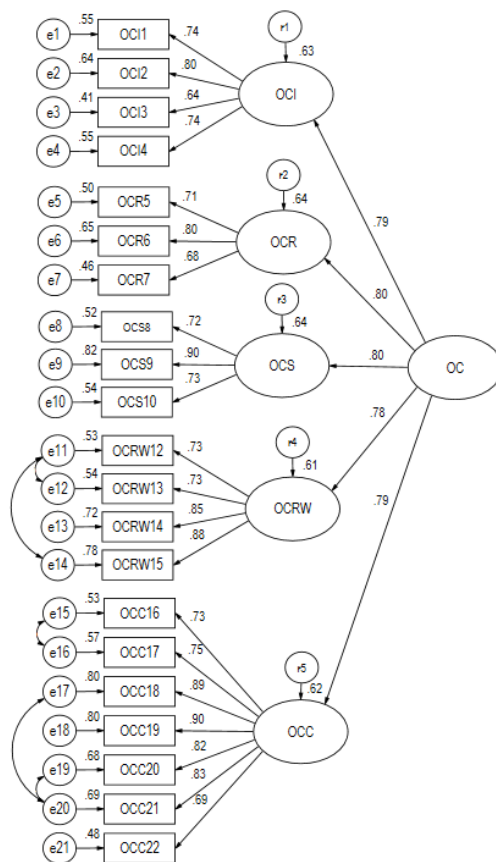 r1
.63
e1 .55 OCI1 .74
e2 .64 OCI2 .80
OCI
e3 .41 OCI3 .64
e4 .55 OCI4 .74
r2
.64
e5 .50 OCR5 .71
.79
e6 .65 OCR6 .80
OCR
e7 .46 OCR7 .68
.80
r3
.64
e8 .52 OCS8 .72
e9 .82 OCS9 .90
OCS
.80
OC
e10 .54 OCS10 .73
.78
r4
.61
e11 .53 OCRW12 .73
e12 .54 OCRW13 .73
OCRW
.79
e13 .72 OCRW14 .85
e14 .78 OCRW15 .88
e15 .53 OCC16 .73
e16 .57 OCC17 .75
r5
.62
e17 .80 OCC18 .89
e18 .80 OCC19 .90
OCC
e19 .68 OCC20 .82
e20 .69 OCC21 .83
e21 .48 OCC22 .69